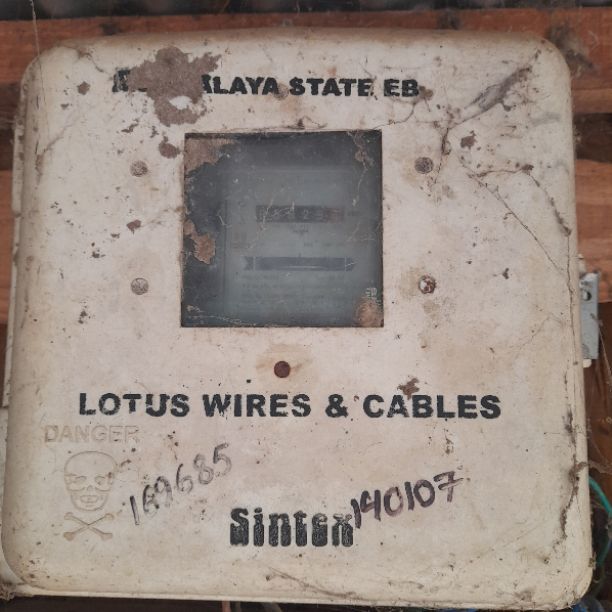 ALAYA STATE EB
LOTUS WIRES & CABLES
DANGER
169685
Sintex
140107